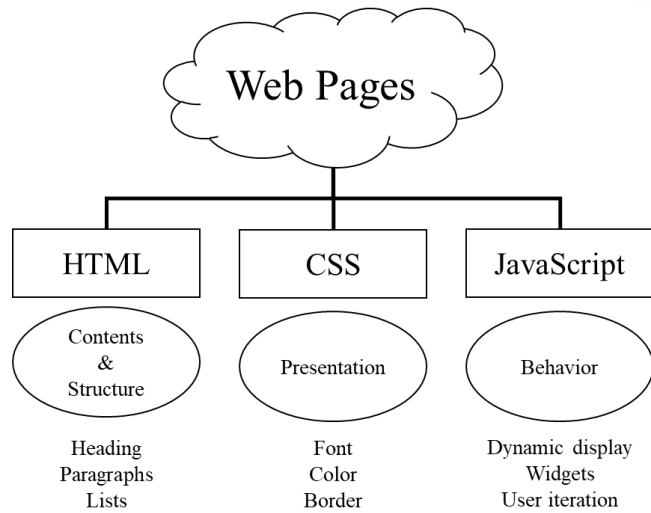 Web Pages
HTML
CSS
JavaScript
Contents
&
Structure
Presentation
Behavior
Heading
Paragraphs
Lists
Font
Color
Border
Dynamic display
Widgets
User iteration